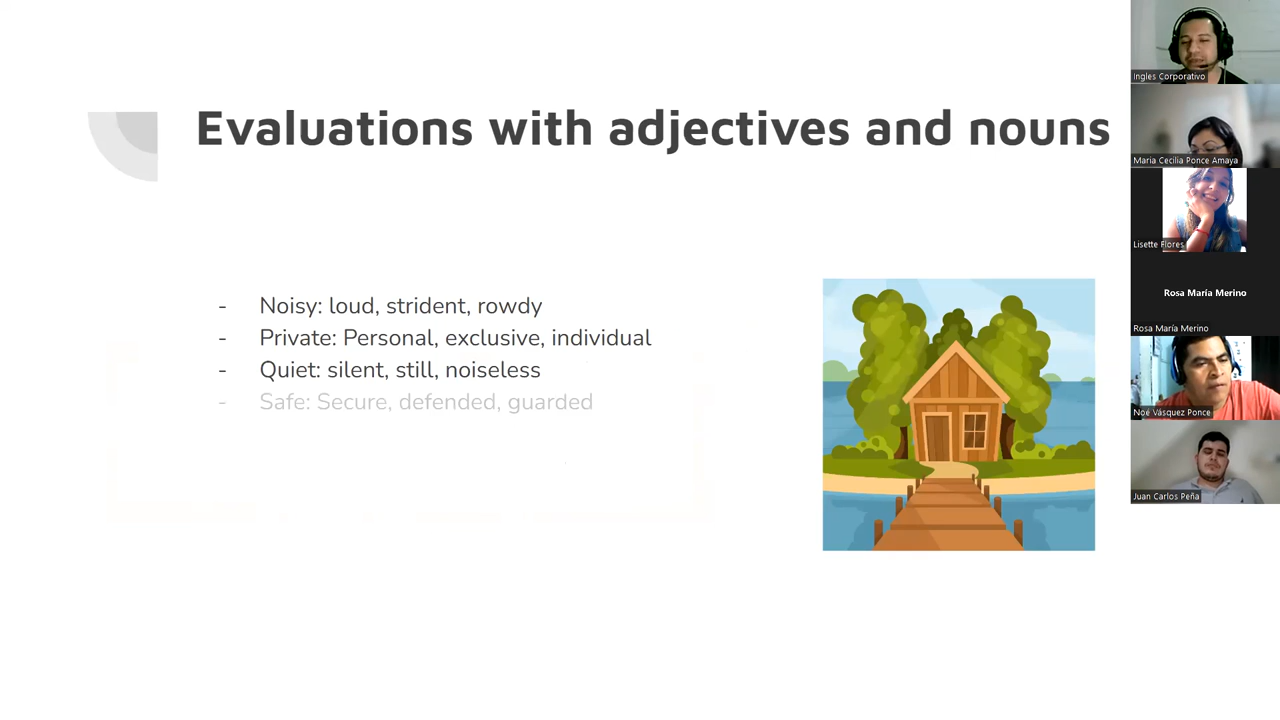 Evaluations with adjectives and nouns
- Noisy: loud, strident, rowdy
- Private: Personal, exclusive, individual
- Quiet: silent, still, noiseless
- Safe: Secure, defended, guarded
Ingles Corporativo
Maria Cecilia Ponce Amaya
Lisette Flores
Rosa María Merino
Rosa María Merino
Noé Vásquez Ponce
Juan Carlos Peña